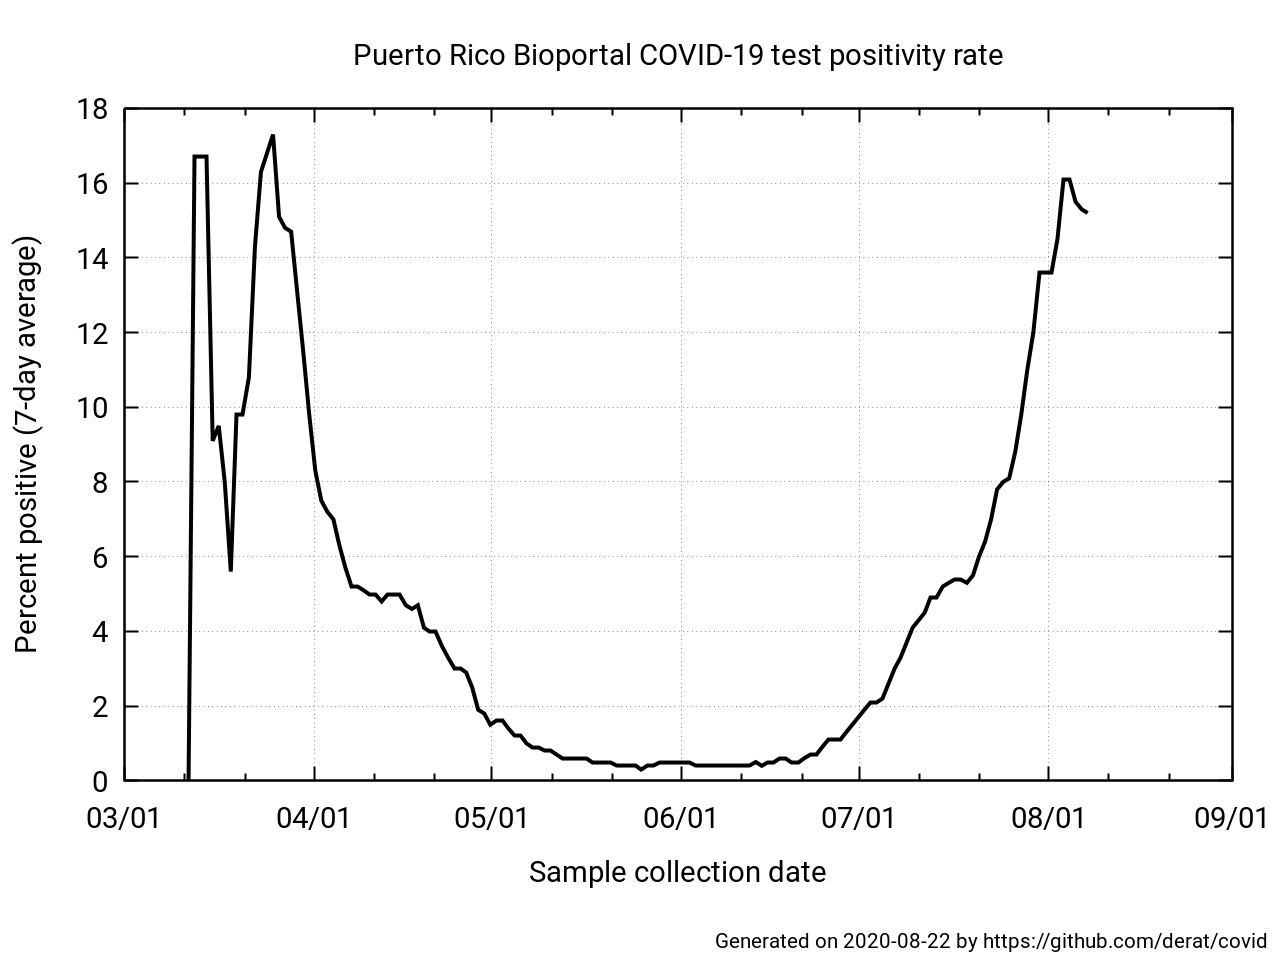 Puerto Rico Bioportal COVID-19 test positivity rate
Percent positive (7-day average)
18
16
14
12
10
8
6
4
2
0
03/01 04/01 05/01 06/01 07/01 08/01 09/01
Sample collection date
Generated on 2020-08-22 by https://github.com/derat/covid